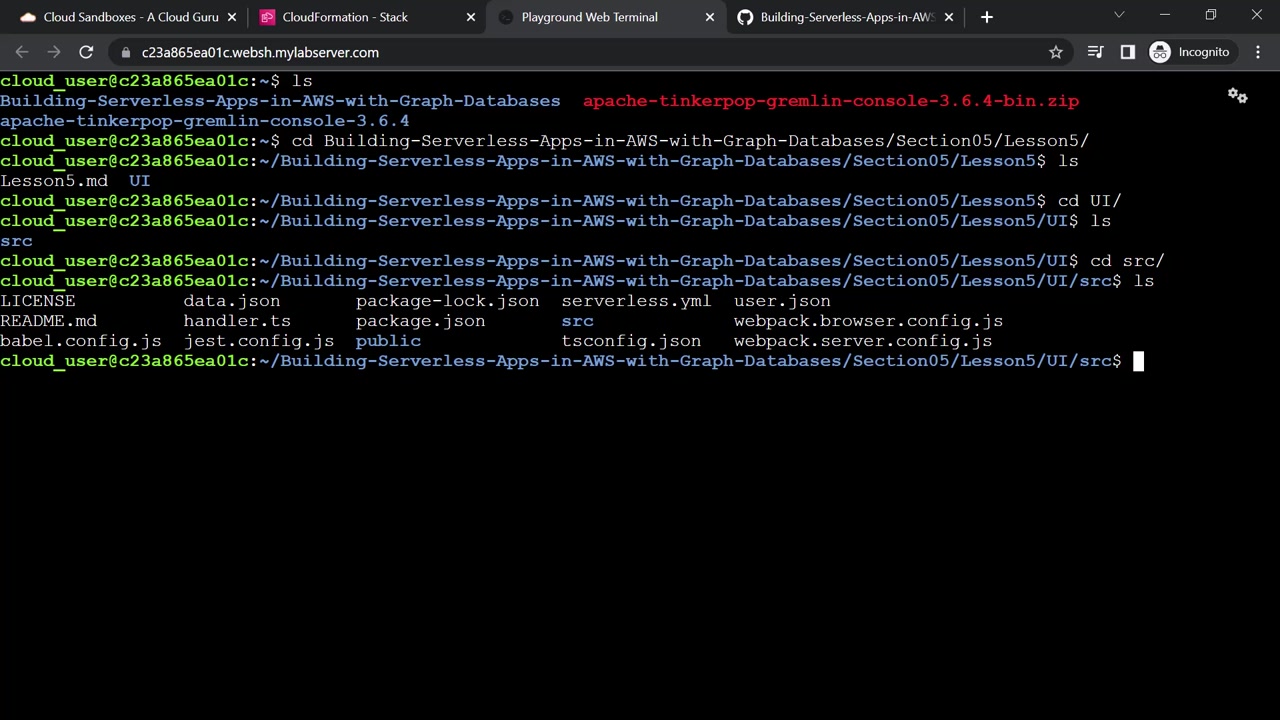 Cloud Sandboxes - A Cloud Guru
CloudFormation - Stack
Playground Web Terminal
Building-Serverless-Apps-in-AWS
c23a865ea01c.websh.mylabserver.com
Incognito
cloud_user@c23a865ea01c:~$ ls
Building-Serverless-Apps-in-AWS-with-Graph-Databases  apache-tinkerpop-gremlin-console-3.6.4-bin.zip
apache-tinkerpop-gremlin-console-3.6.4
cloud_user@c23a865ea01c:~$ cd Building-Serverless-Apps-in-AWS-with-Graph-Databases/Section05/Lesson5/
cloud_user@c23a865ea01c:~/Building-Serverless-Apps-in-AWS-with-Graph-Databases/Section05/Lesson5$ ls
Lesson5.md  UI
cloud_user@c23a865ea01c:~/Building-Serverless-Apps-in-AWS-with-Graph-Databases/Section05/Lesson5$ cd UI/
cloud_user@c23a865ea01c:~/Building-Serverless-Apps-in-AWS-with-Graph-Databases/Section05/Lesson5/UI$ ls
src
cloud_user@c23a865ea01c:~/Building-Serverless-Apps-in-AWS-with-Graph-Databases/Section05/Lesson5/UI$ cd src/
cloud_user@c23a865ea01c:~/Building-Serverless-Apps-in-AWS-with-Graph-Databases/Section05/Lesson5/UI/src$ ls
LICENSE  data.json  package-lock.json  serverless.yml  user.json
README.md  handler.ts  package.json  src  webpack.browser.config.js
babel.config.js  jest.config.js  public  tsconfig.json  webpack.server.config.js
cloud_user@c23a865ea01c:~/Building-Serverless-Apps-in-AWS-with-Graph-Databases/Section05/Lesson5/UI/src$